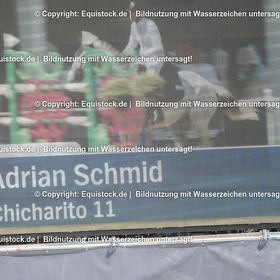 © Copyright: Equistock.de | Bildnutzung mit Wasserzeichen untersagt!
uistock.de | Bildnutzung mit Wasserzeichen untersagt!
© Copyright: Equistock.de | Bildnutzung mit Wasserzeichen untersagt!
uistock.de | Bildnutzung mit Wasserzeichen untersagt!
Adrian Schmid
© Copyright: Equistock.de | Bildnutzung mit Wasserzeichen untersagt!
Chicharito 11
uistock.de | Bildnutzung mit Wasserzeichen untersagt!